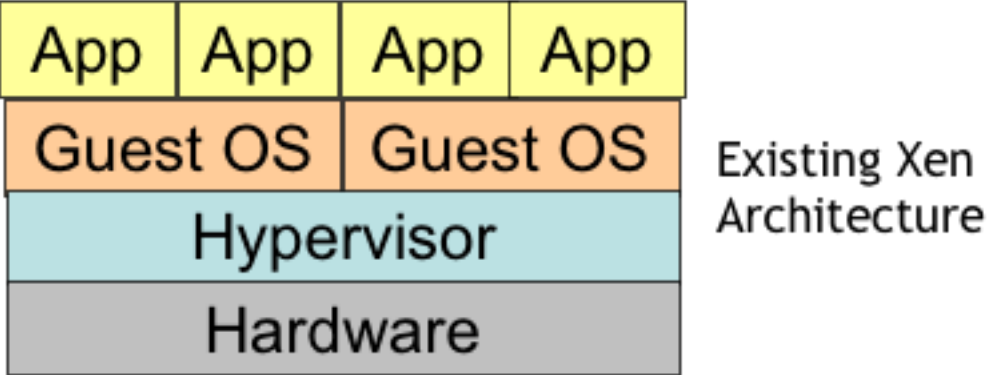 App App App App
Guest OS Guest OS
Existing Xen
Architecture
Hypervisor
Hardware